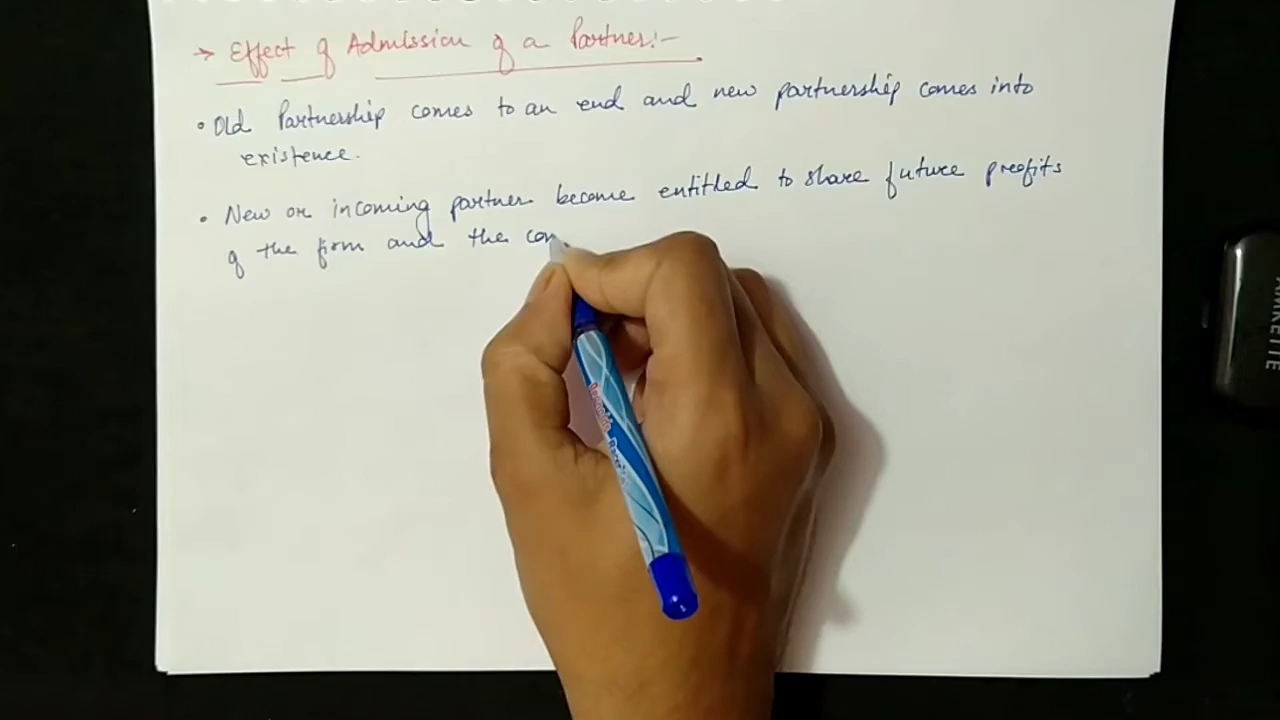 → Effect of Admission of a Partner:-
• Old Partnership comes to an end and new partnership comes into
existence.
• New or incoming partner become entitled to share future profits
of the firm and the con